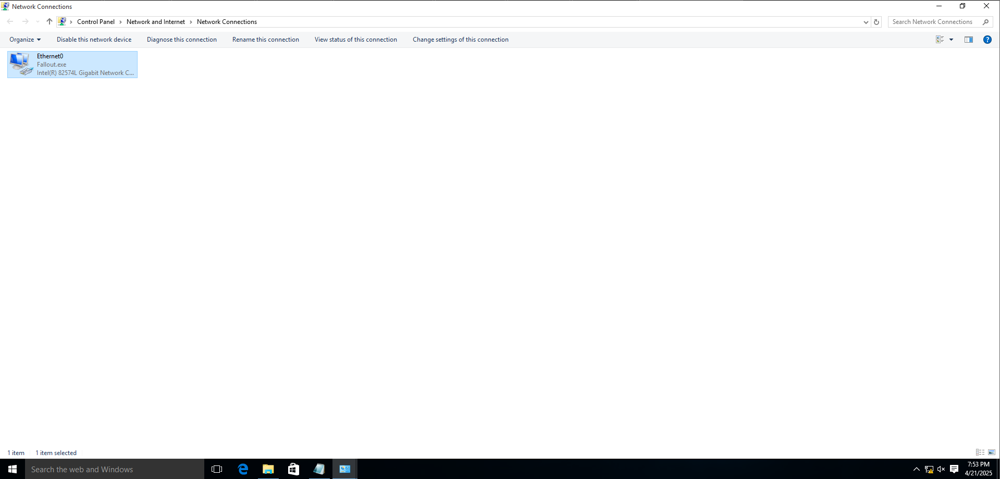 Network Connections
Control Panel > Network and Internet > Network Connections
Search Network Connections
Organize Disable this network device Diagnose this connection Rename this connection View status of this connection Change settings of this connection
Ethernet0
Fallout.exe
Intel(R) 82574L Gigabit Network C...
1 item 1 item selected
Search the web and Windows
7:53 PM
4/21/2025